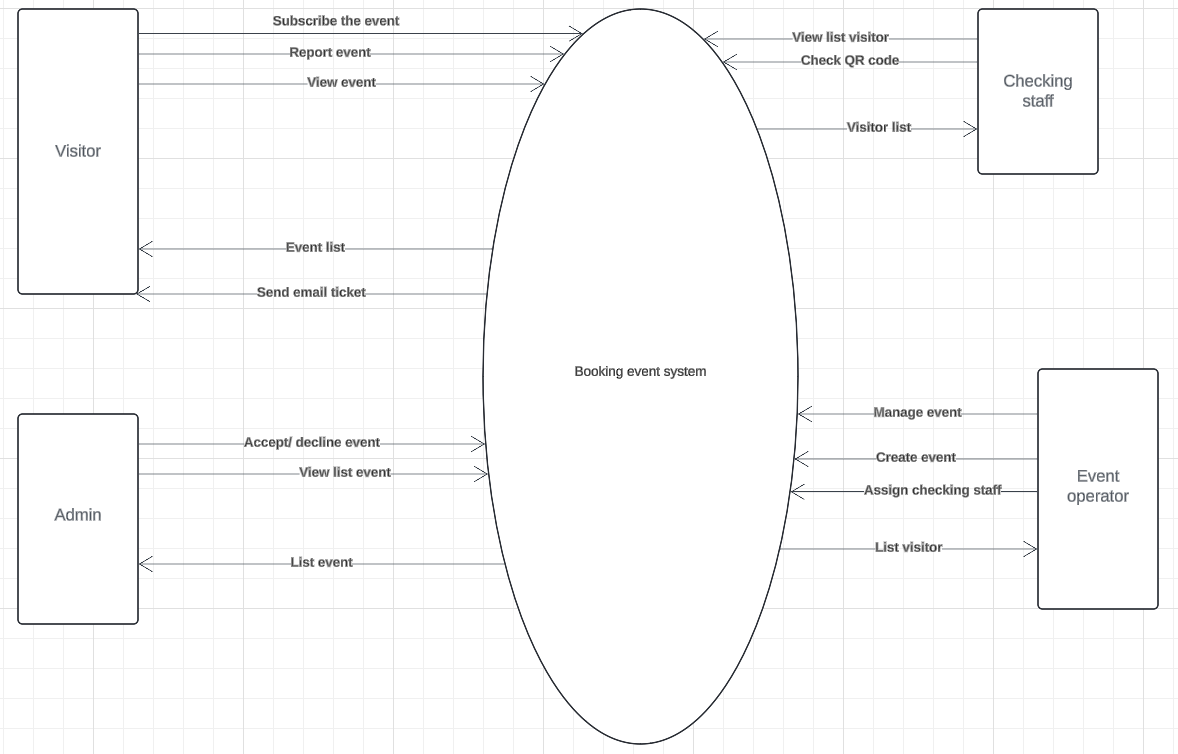 Subscribe the event
Report event
View event
Visitor
Event list
Send email ticket
View list visitor
Check QR code
Visitor list
Checking
staff
Booking event system
Accept/ decline event
View list event
Admin
List event
Manage event
Create event
Assign checking staff
List visitor
Event
operator